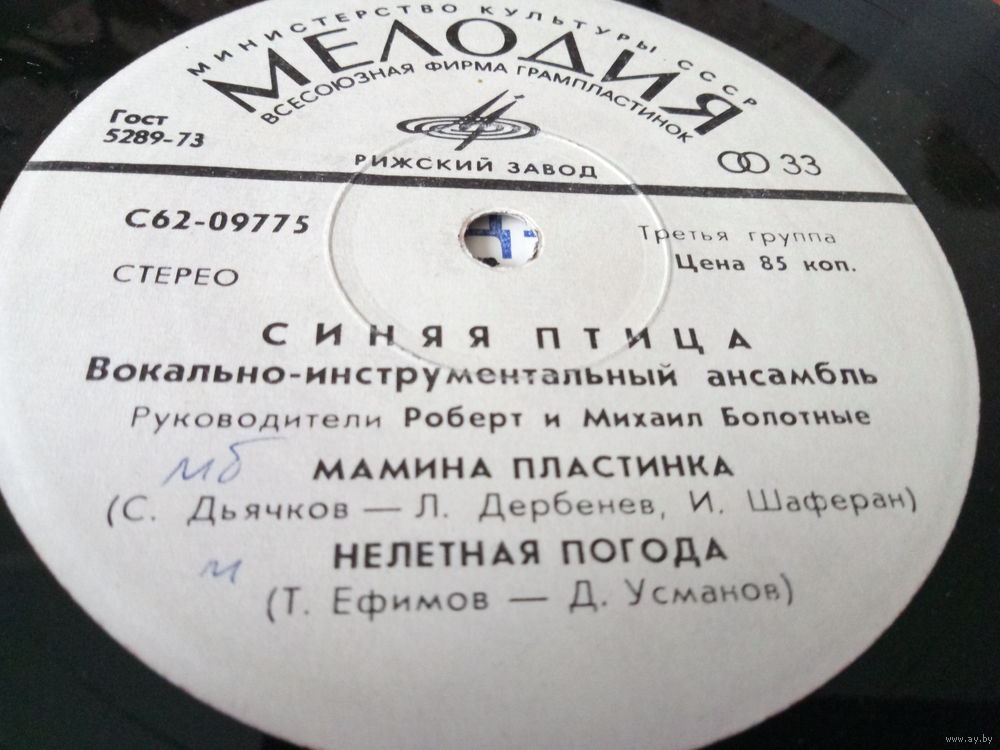 МИНИСТЕРСТВО КУЛЬТУРЫ СССР
МЕЛОДИЯ
ВСЕСОЮЗНАЯ ФИРМА ГРАМПЛАСТИНОК
Гост
5289-73
РИЖСКИЙ ЗАВОД
33
С62-09775
Третья группа
Цена 85 коп.
СТЕРЕО
СИНЯЯ ПТИЦА
Вокально-инструментальный ансамбль
Руководители Роберт и Михаил Болотные
мб МАМИНА ПЛАСТИНКА
(С. Дьячков — Л. Дербенев, И. Шаферан)
м НЕЛЕТНАЯ ПОГОДА
(Т. Ефимов — Д. Усманов)
www.ay.by